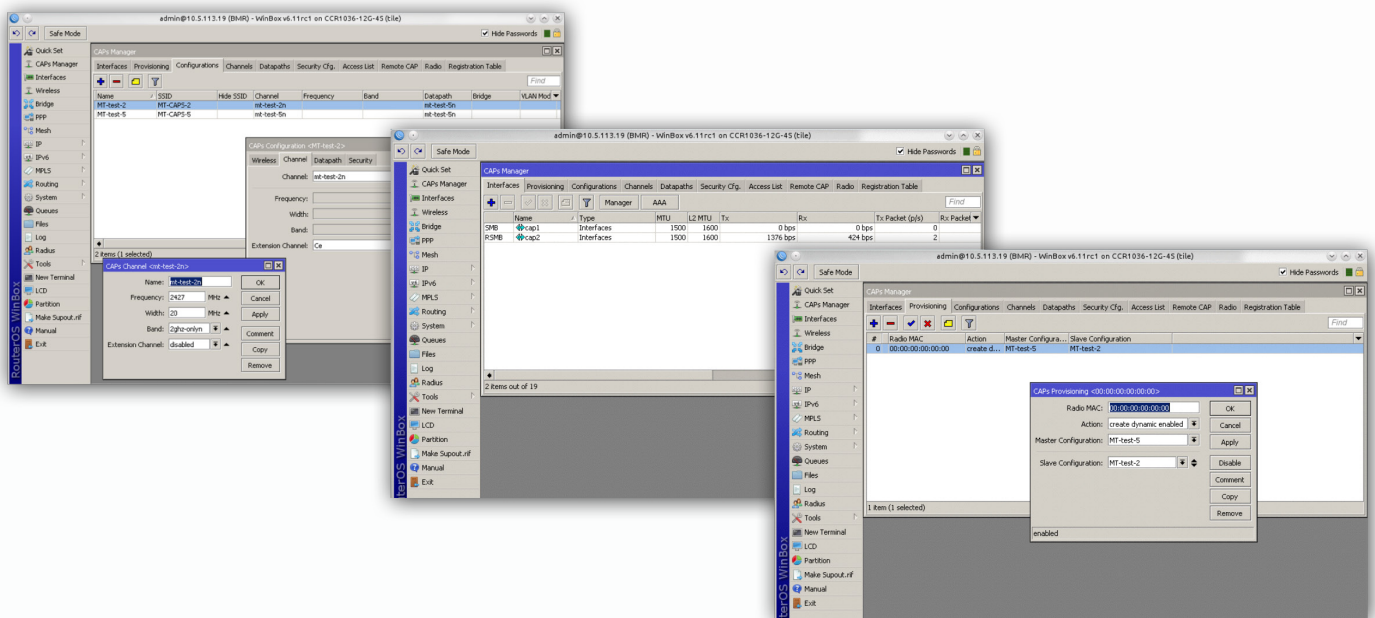 admin@10.5.113.19 (BMR) - WinBox v6.11rc1 on CCR1036-12G-4S (tile)
Safe Mode
Hide Passwords
Quick Set
CAPs Manager
Interfaces
Wireless
Bridge
PPP
Mesh
IP
IPv6
MPLS
Routing
System
Queues
Files
Log
Radius
Tools
New Terminal
LCD
Partition
Make Supout.rif
Manual
Exit
RouterOS WinBox
CAPs Manager
Interfaces Provisioning Configurations Channels Datapaths Security Cfg. Access List Remote CAP Radio Registration Table
Find
Name SSID Hide SSID Channel Frequency Band Datapath Bridge VLAN Mod
MT-test-2 MT-CAPS-2 mt-test-2n mt-test-5n
MT-test-5 MT-CAPS-5 mt-test-5n mt-test-5n
2 items (1 selected)
CAPs Configuration <MT-test-2>
Wireless Channel Datapath Security
Channel: mt-test-2n
Frequency:
Width:
Band:
Extension Channel: Ce
CAPs Channel <mt-test-2n>
Name: mt-test-2n OK
Frequency: 2427 MHz Cancel
Width: 20 MHz Apply
Band: 2ghz-onlyn Comment
Extension Channel: disabled Copy
Remove
admin@10.5.113.19 (BMR) - WinBox v6.11rc1 on CCR1036-12G-4S (tile)
Safe Mode
Hide Passwords
Quick Set
CAPs Manager
Interfaces
Wireless
Bridge
PPP
Mesh
IP
IPv6
MPLS
Routing
System
Queues
Files
Log
Radius
Tools
New Terminal
LCD
Partition
Make Supout.rif
Manual
Exit
terOS WinBox
CAPs Manager
Interfaces Provisioning Configurations Channels Datapaths Security Cfg. Access List Remote CAP Radio Registration Table
Manager AAA Find
Name Type MTU L2 MTU Tx Rx Tx Packet (p/s) Rx Packet
SMB cap1 Interfaces 1500 1600 0 bps 0 bps 0
RSMB cap2 Interfaces 1500 1600 1376 bps 424 bps 2
2 items out of 19
admin@10.5.113.19 (BMR) - WinBox v6.11rc1 on CCR1036-12G-4S (tile)
Safe Mode
Hide Passwords
Quick Set
CAPs Manager
Interfaces
Wireless
Bridge
PPP
Mesh
IP
IPv6
MPLS
Routing
System
Queues
Files
Log
Radius
Tools
New Terminal
LCD
Partition
Make Supout.rif
Manual
Exit
terOS WinBox
CAPs Manager
Interfaces Provisioning Configurations Channels Datapaths Security Cfg. Access List Remote CAP Radio Registration Table
Find
# Radio MAC Action Master Configura... Slave Configuration
0 00:00:00:00:00:00 create d... MT-test-5 MT-test-2
1 item (1 selected)
CAPs Provisioning <00:00:00:00:00:00>
Radio MAC: 00:00:00:00:00:00 OK
Action: create dynamic enabled Cancel
Master Configuration: MT-test-5 Apply
Slave Configuration: MT-test-2 Disable
Comment
Copy
Remove
enabled